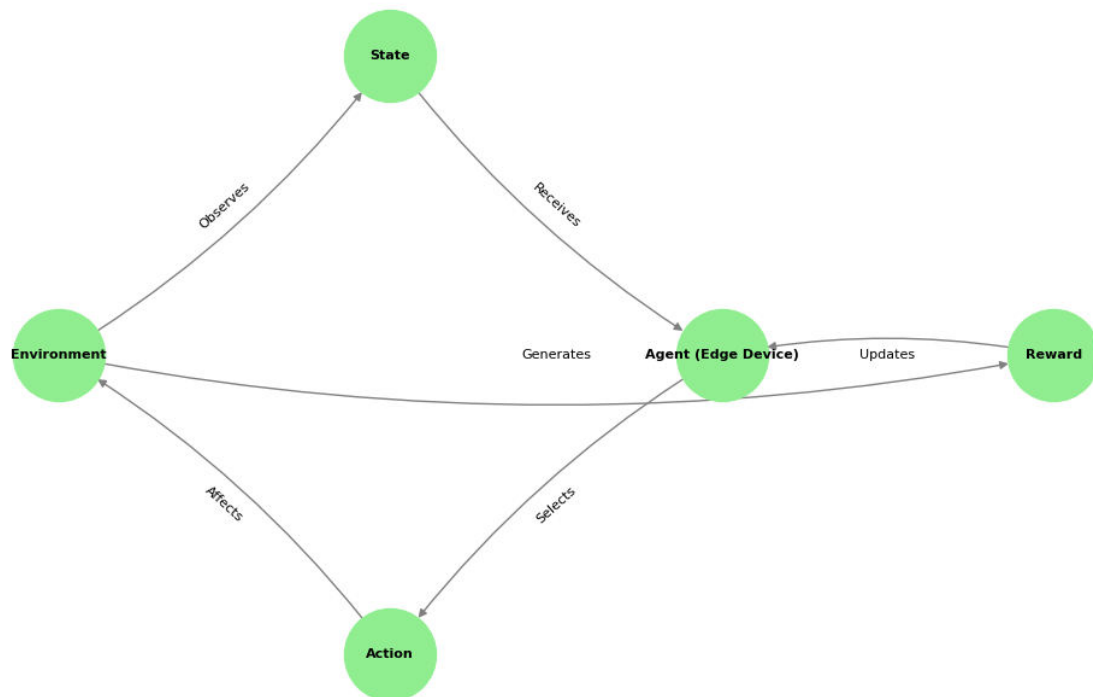 State
Observes
Receives
Environment
Generates
Agent (Edge Device)
Updates
Reward
Affects
Selects
Action